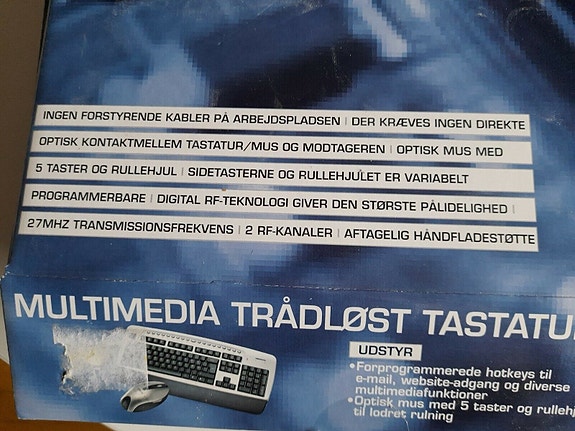 INGEN FORSTYRENDE KABLER PÅ ARBEJDSPLADSEN | DER KRÆVES INGEN DIREKTE
OPTISK KONTAKTMELLEM TASTATUR/MUS OG MODTAGEREN | OPTISK MUS MED
5 TASTER OG RULLEHJUL | SIDETASTERNE OG RULLEHJULET ER VARIABELT
PROGRAMMERBARE | DIGITAL RF-TEKNOLOGI GIVER DEN STØRSTE PÅLIDELIGHED |
27MHZ TRANSMISSIONSFREKVENS | 2 RF-KANALER | AFTAGELIG HÅNDFLADESTØTTE
MULTIMEDIA TRÅDLØST TASTATU
UDSTYR
•Forprogrammerede hotkeys til
e-mail, website-adgang og diverse
multimediafunktioner
•Optisk mus med 5 taster og rullehj
til lodret rulning